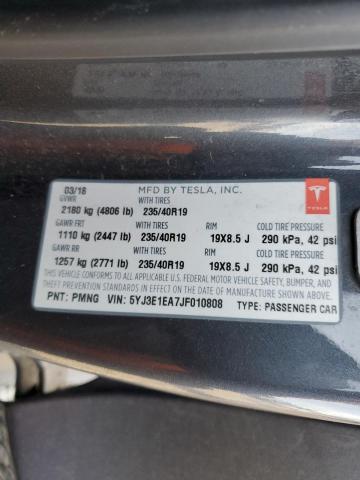 03/18 MFD BY TESLA, INC.
GVWR WITH TIRES
2180 kg (4806 lb) 235/40R19
TESLA
GAWR FRT WITH TIRES RIM COLD TIRE PRESSURE
1110 kg (2447 lb) 235/40R19 19X8.5 J 290 kPa, 42 psi
GAWR RR WITH TIRES RIM COLD TIRE PRESSURE
1257 kg (2771 lb) 235/40R19 19X8.5 J 290 kPa, 42 psi
THIS VEHICLE CONFORMS TO ALL APPLICABLE U.S. FEDERAL MOTOR VEHICLE
SAFETY, BUMPER, AND THEFT PREVENTION STANDARDS IN EFFECT ON THE
DATE OF MANUFACTURE SHOWN ABOVE.
PNT: PMNG VIN: 5YJ3E1EA7JF010808 TYPE: PASSENGER CAR